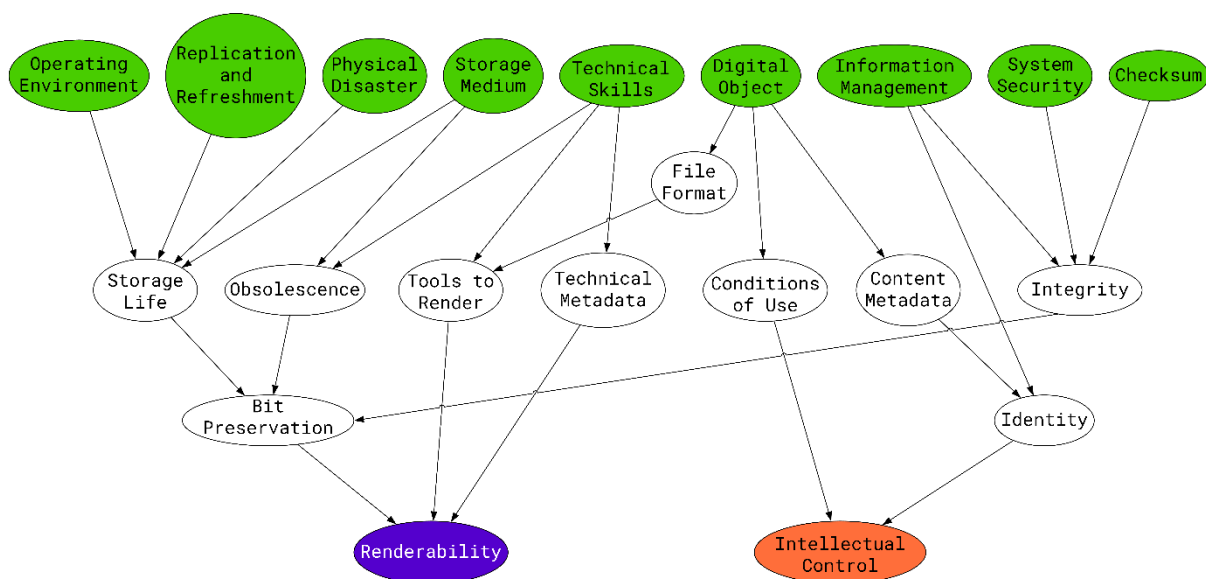 Operating
Environment
Replication
and
Refreshment
Physical
Disaster
Storage
Medium
Technical
Skills
Digital
Object
Information
Management
System
Security
Checksum
File
Format
Storage
Life
Obsolescence
Tools to
Render
Technical
Metadata
Conditions
of Use
Content
Metadata
Integrity
Bit
Preservation
Identity
Renderability
Intellectual
Control